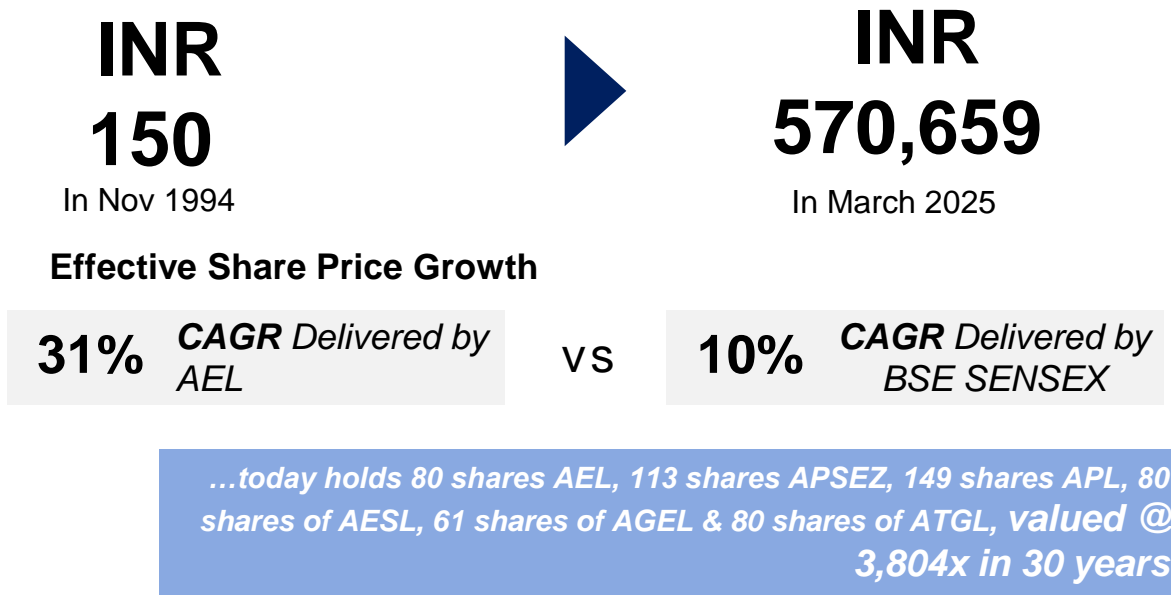 INR
150
In Nov 1994
INR
570,659
In March 2025
Effective Share Price Growth
31%
CAGR Delivered by
AEL
vs
10%
CAGR Delivered by
BSE SENSEX
...today holds 80 shares AEL, 113 shares APSEZ, 149 shares APL, 80
shares of AESL, 61 shares of AGEL & 80 shares of ATGL, valued @
3,804x in 30 years